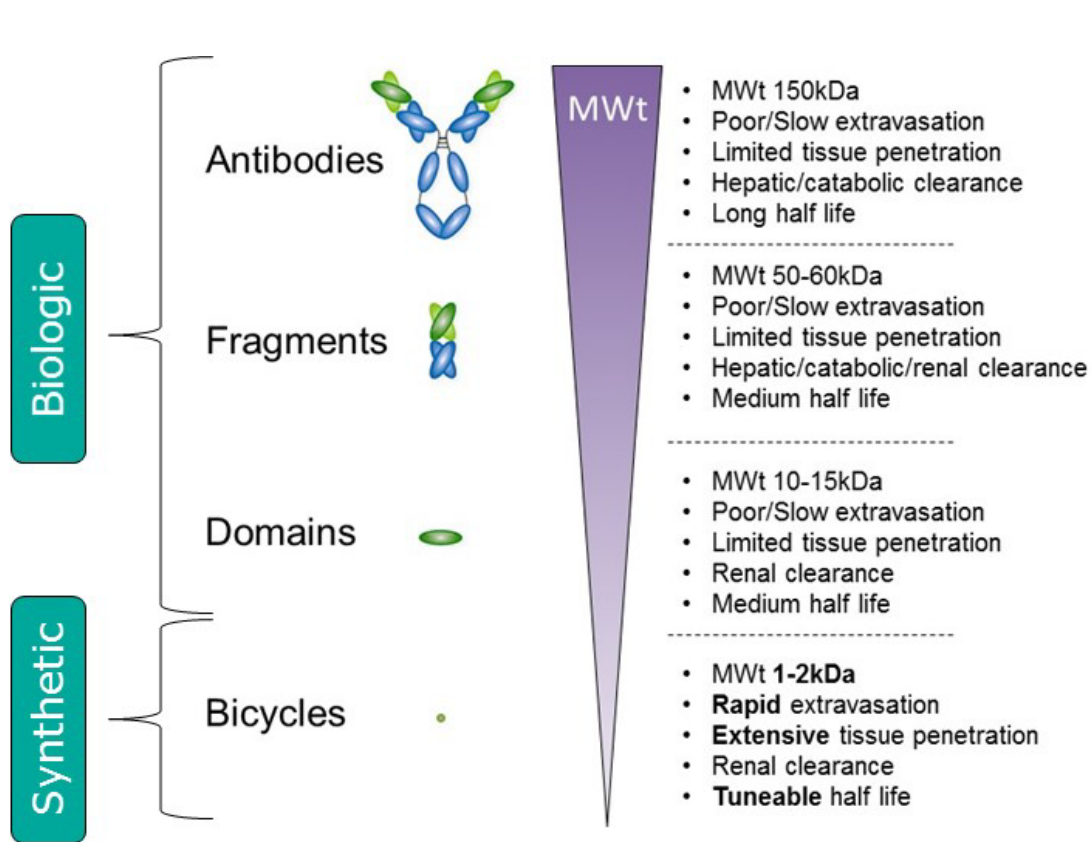 Biologic
Synthetic
Antibodies
Fragments
Domains
Bicycles
MWt
• MWt 150kDa
• Poor/Slow extravasation
• Limited tissue penetration
• Hepatic/catabolic clearance
• Long half life
• MWt 50-60kDa
• Poor/Slow extravasation
• Limited tissue penetration
• Hepatic/catabolic/renal clearance
• Medium half life
• MWt 10-15kDa
• Poor/Slow extravasation
• Limited tissue penetration
• Renal clearance
• Medium half life
• MWt 1-2kDa
• Rapid extravasation
• Extensive tissue penetration
• Renal clearance
• Tuneable half life